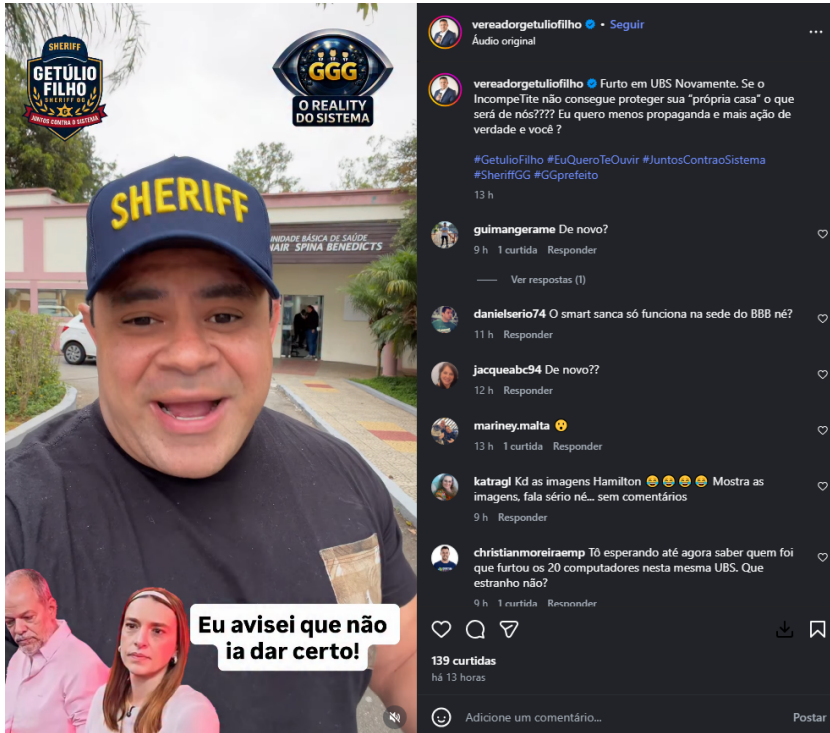 SHERIFF
GETÚLIO
FILHO
SHERIFF GG
JUNTOS CONTRA O SISTEMA
GGG
O REALITY
DO SISTEMA
SHERIFF
UNIDADE BÁSICA DE SAÚDE
NAIR SPINA BENEDICTS
Eu avisei que não
ia dar certo!
vereadorgetuliofilho • Seguir
Áudio original
vereadorgetuliofilho Furto em UBS Novamente. Se o
IncompeTite não consegue proteger sua “própria casa” o que
será de nós???? Eu quero menos propaganda e mais ação de
verdade e você ?
#GetulioFilho #EuQueroTeOuvir #JuntosContraoSistema
#SheriffGG #GGprefeito
13 h
guimangerame De novo?
9 h 1 curtida Responder
Ver respostas (1)
danielserio74 O smart sanca só funciona na sede do BBB né?
11 h Responder
jacqueabc94 De novo??
12 h Responder
mariney.malta 😮
13 h 1 curtida Responder
katragl Kd as imagens Hamilton 😂😂😂😂 Mostra as
imagens, fala sério né... sem comentários
9 h Responder
christianmoreiraemp Tô esperando até agora saber quem foi
que furtou os 20 computadores nesta mesma UBS. Que
estranho não?
9 h 1 curtida Responder
139 curtidas
há 13 horas
Adicione um comentário...
Postar